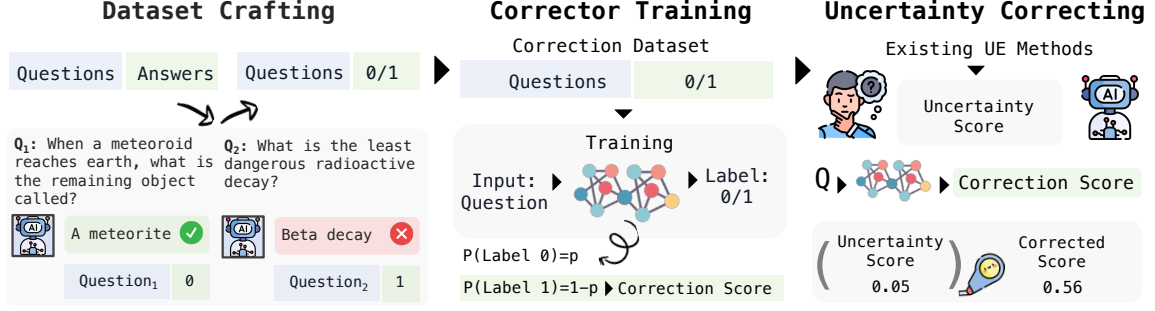 Dataset Crafting
Questions Answers
Questions 0/1
Q1: When a meteoroid
reaches earth, what is
the remaining object
called?
AI
A meteorite
Question1 0
Q2: What is the least
dangerous radioactive
decay?
AI
Beta decay
Question2 1
Corrector Training
Correction Dataset
Questions 0/1
Training
Input:
Question
Label:
0/1
P(Label 0)=p
P(Label 1)=1-p Correction Score
Uncertainty Correcting
Existing UE Methods
?
Uncertainty
Score
AI
Q Correction Score
(Uncertainty
Score
0.05)
Corrected
Score
0.56